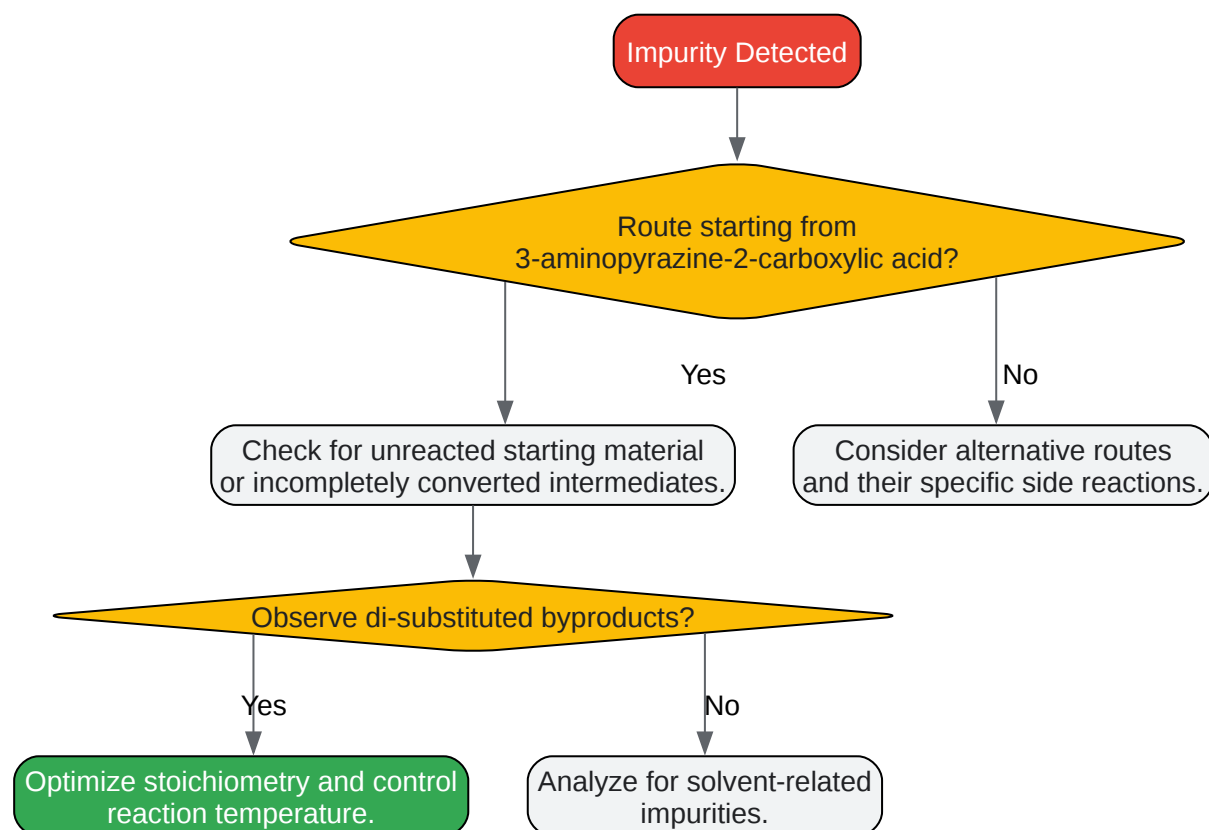 Impurity Detected
Route starting from
3-aminopyrazine-2-carboxylic acid?
Yes
No
Check for unreacted starting material
or incompletely converted intermediates.
Consider alternative routes
and their specific side reactions.
Observe di-substituted byproducts?
Yes
No
Optimize stoichiometry and control
reaction temperature.
Analyze for solvent-related
impurities.